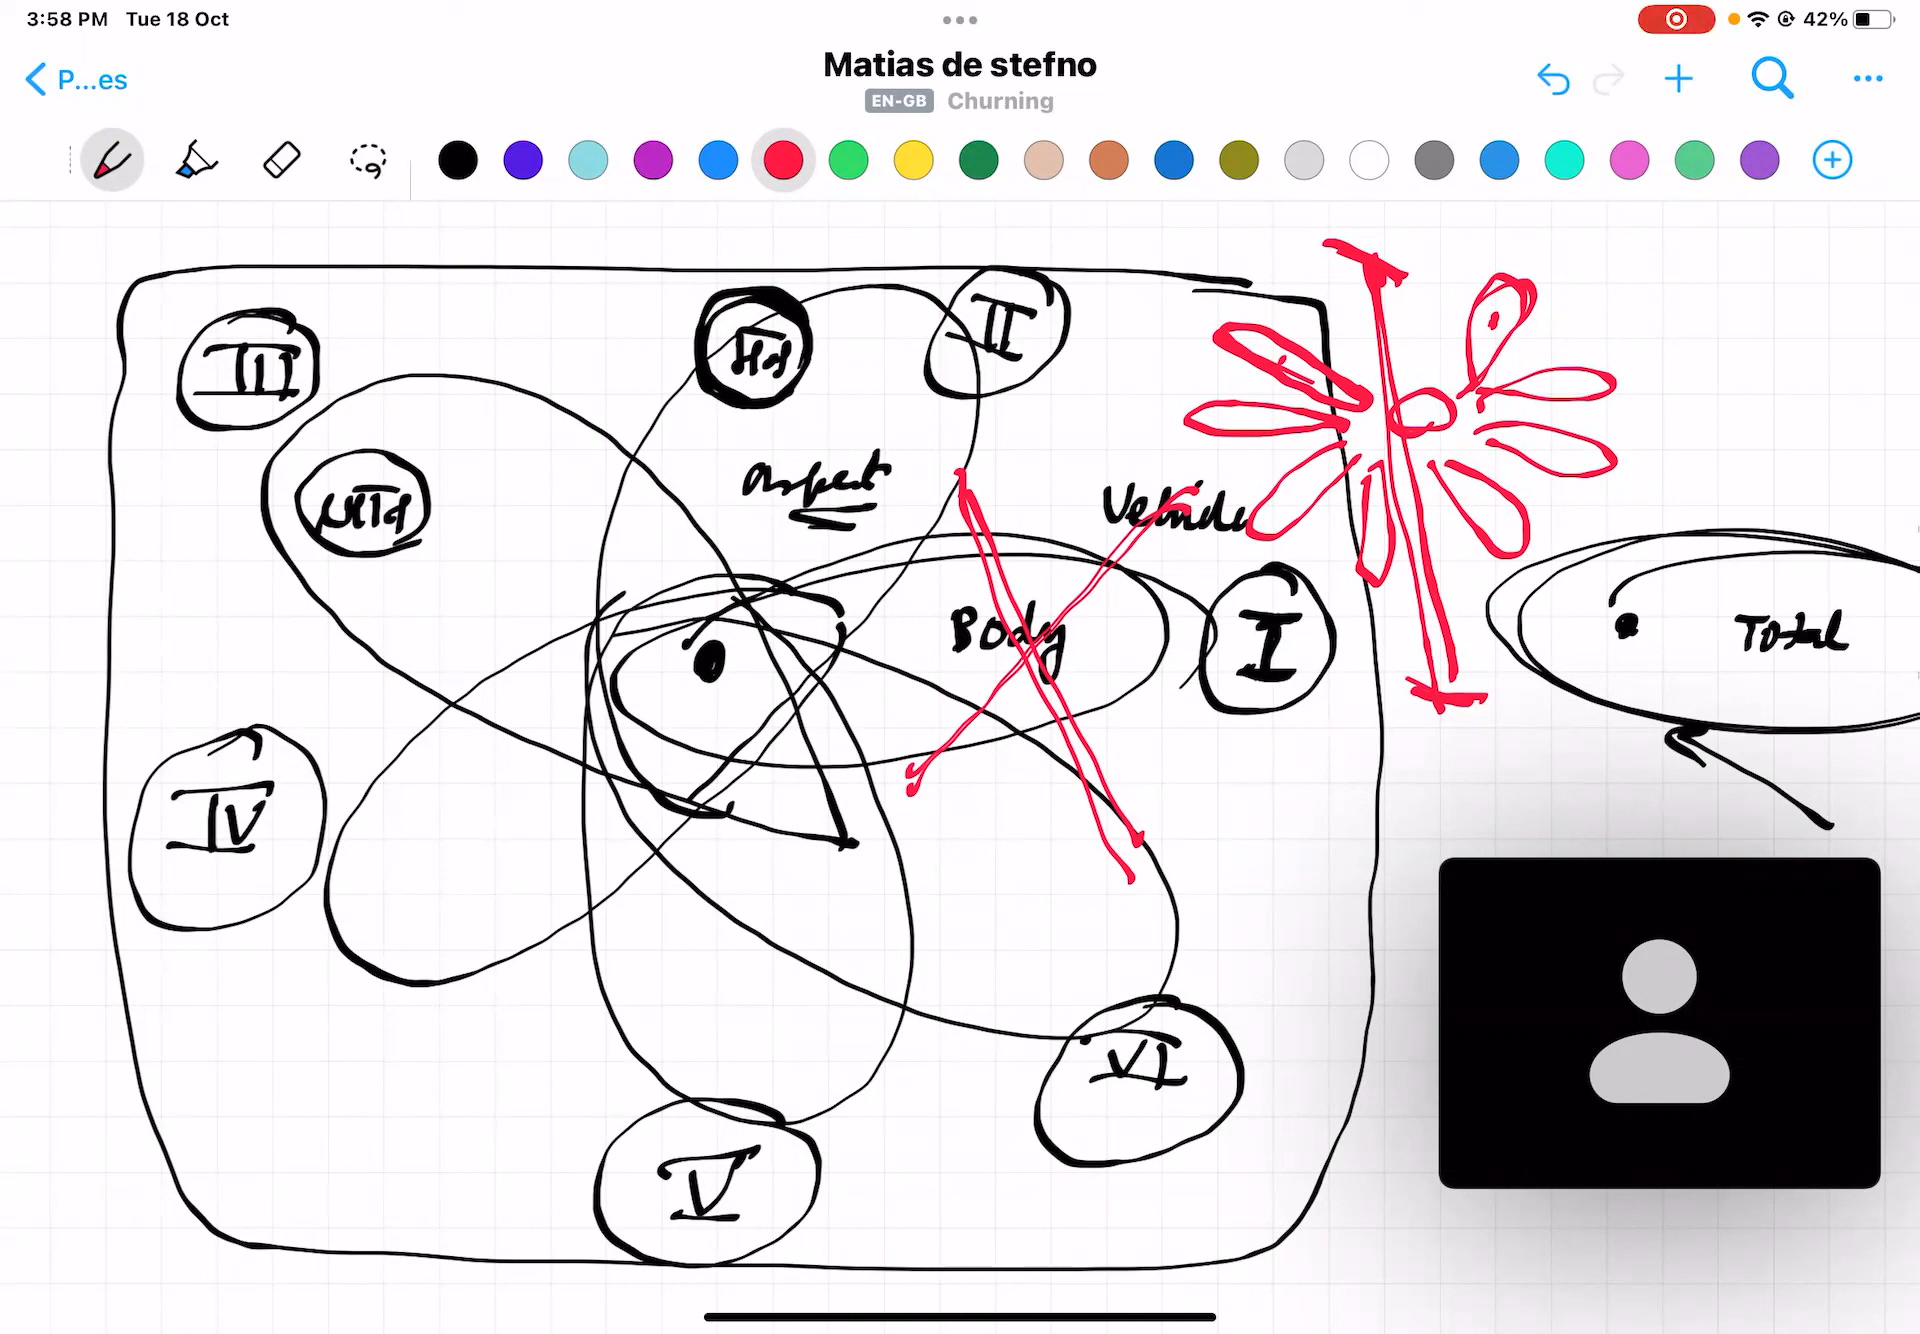 3:58 PM Tue 18 Oct
42%
P...es
Matias de stefno
EN-GB Churning
III
II
aspect
Vehicle
Body
I
Total
IV
VI
V